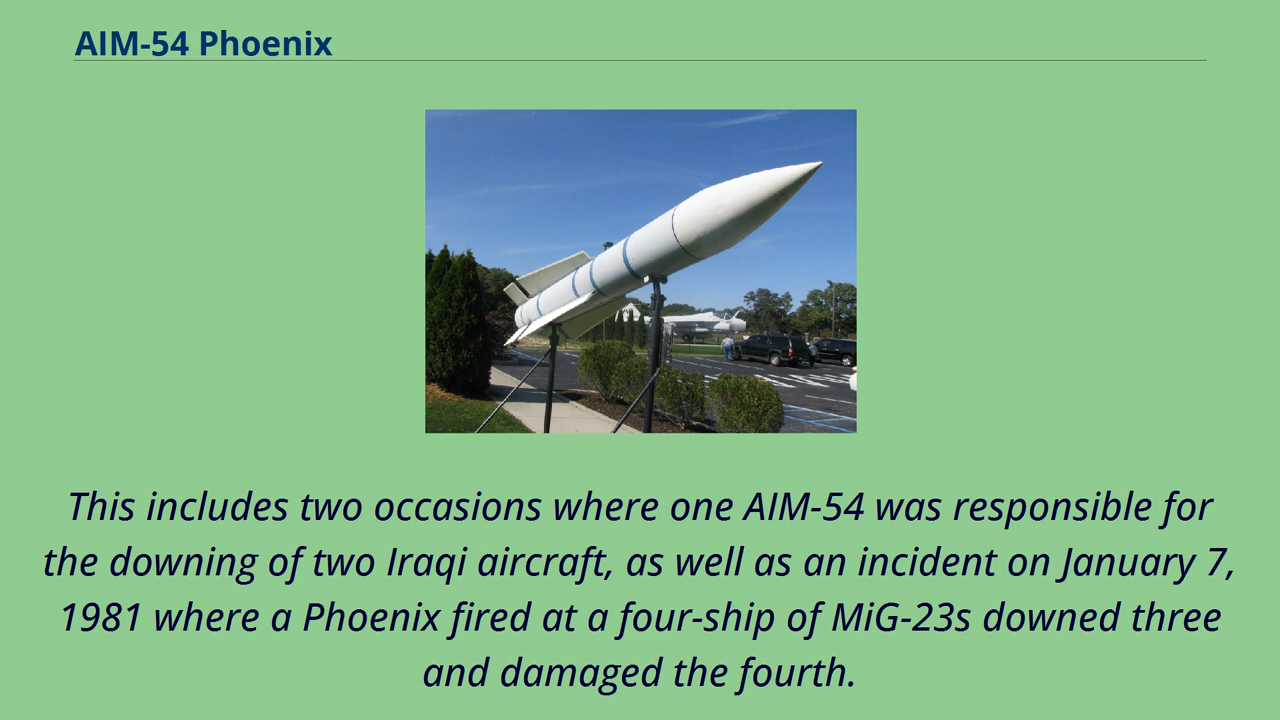 AIM-54 Phoenix
This includes two occasions where one AIM-54 was responsible for
the downing of two Iraqi aircraft, as well as an incident on January 7,
1981 where a Phoenix fired at a four-ship of MiG-23s downed three
and damaged the fourth.